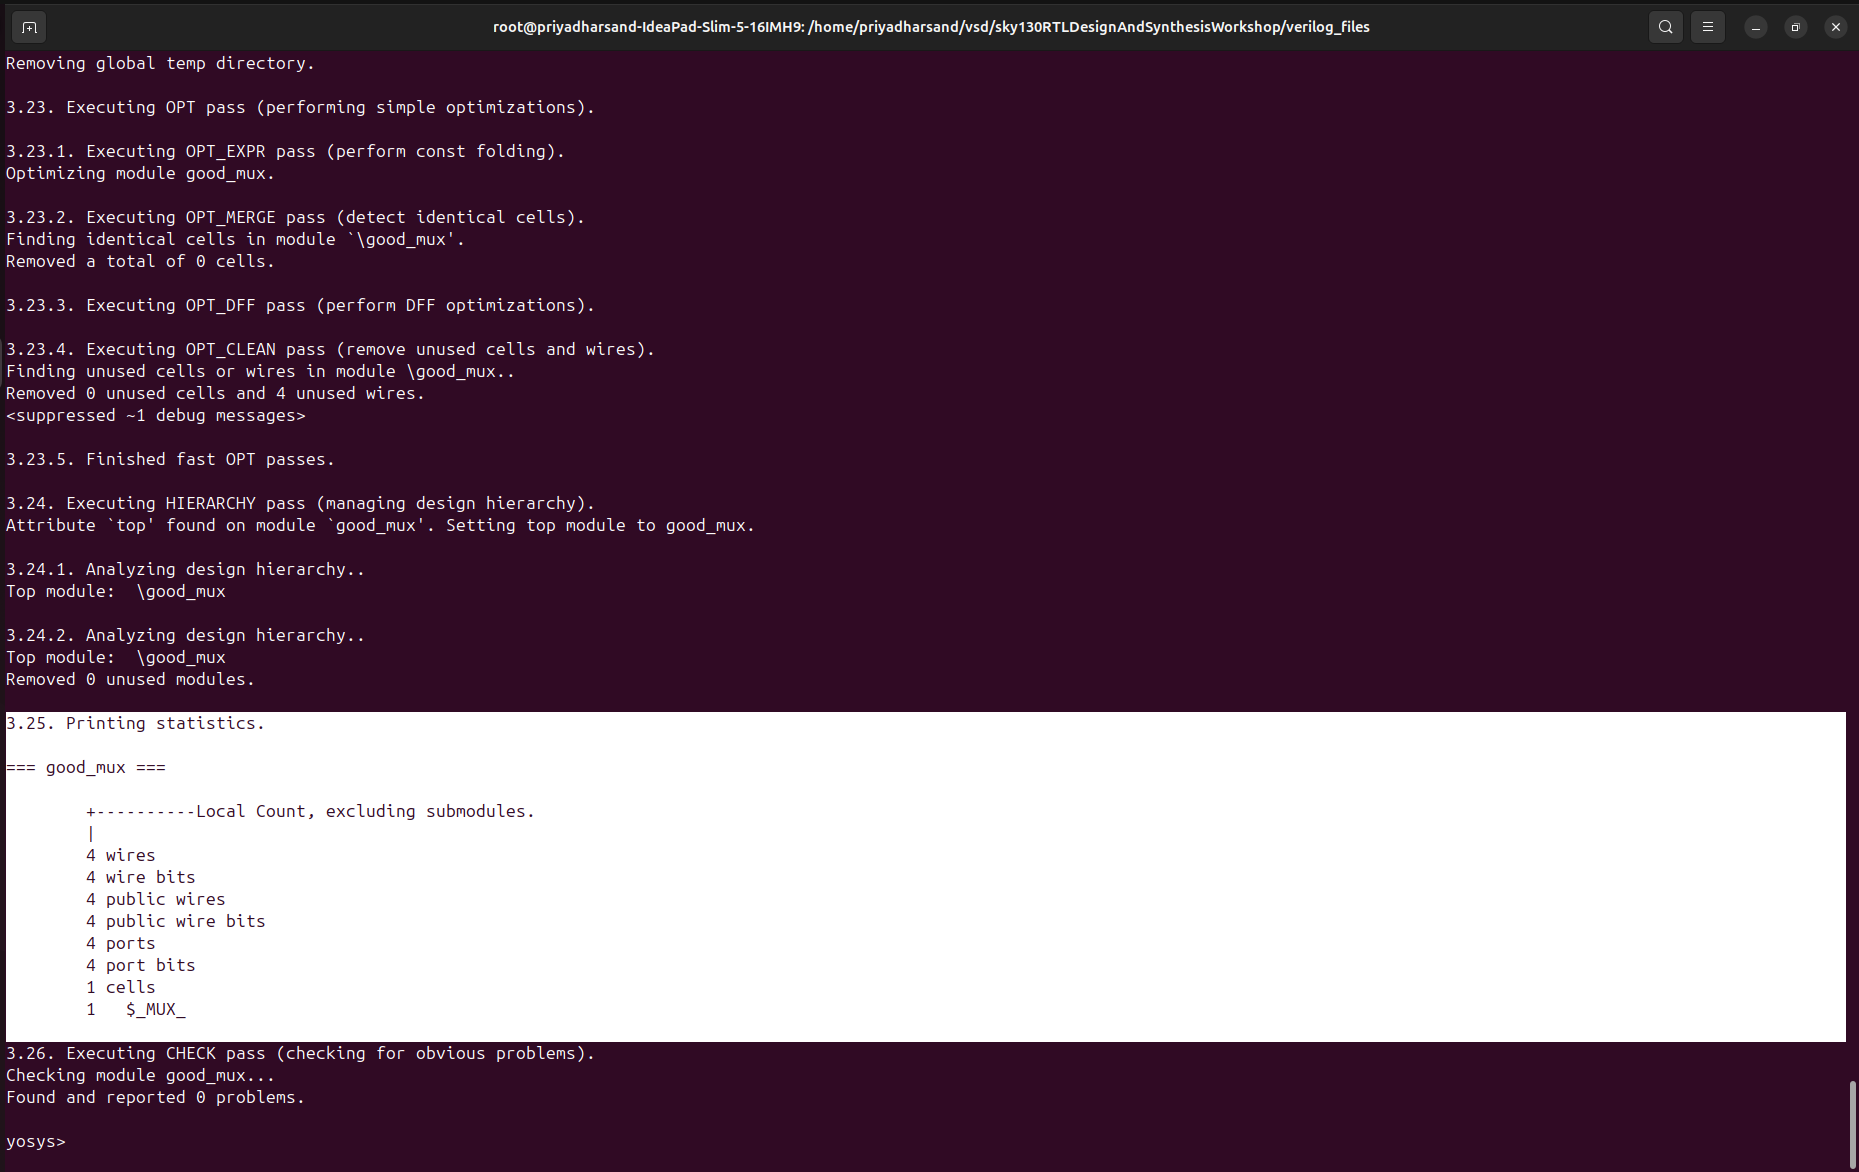 root@priyadharsand-IdeaPad-Slim-5-16IMH9: /home/priyadharsand/vsd/sky130RTLDesignAndSynthesisWorkshop/verilog_files
Removing global temp directory.
3.23. Executing OPT pass (performing simple optimizations).
3.23.1. Executing OPT_EXPR pass (perform const folding).
Optimizing module good_mux.
3.23.2. Executing OPT_MERGE pass (detect identical cells).
Finding identical cells in module `\good_mux'.
Removed a total of 0 cells.
3.23.3. Executing OPT_DFF pass (perform DFF optimizations).
3.23.4. Executing OPT_CLEAN pass (remove unused cells and wires).
Finding unused cells or wires in module \good_mux..
Removed 0 unused cells and 4 unused wires.
<suppressed ~1 debug messages>
3.23.5. Finished fast OPT passes.
3.24. Executing HIERARCHY pass (managing design hierarchy).
Attribute `top' found on module `good_mux'. Setting top module to good_mux.
3.24.1. Analyzing design hierarchy..
Top module:  \good_mux
3.24.2. Analyzing design hierarchy..
Top module:  \good_mux
Removed 0 unused modules.
3.25. Printing statistics.
=== good_mux ===
+----------Local Count, excluding submodules.
|
4 wires
4 wire bits
4 public wires
4 public wire bits
4 ports
4 port bits
1 cells
1   $_MUX_
3.26. Executing CHECK pass (checking for obvious problems).
Checking module good_mux...
Found and reported 0 problems.
yosys>